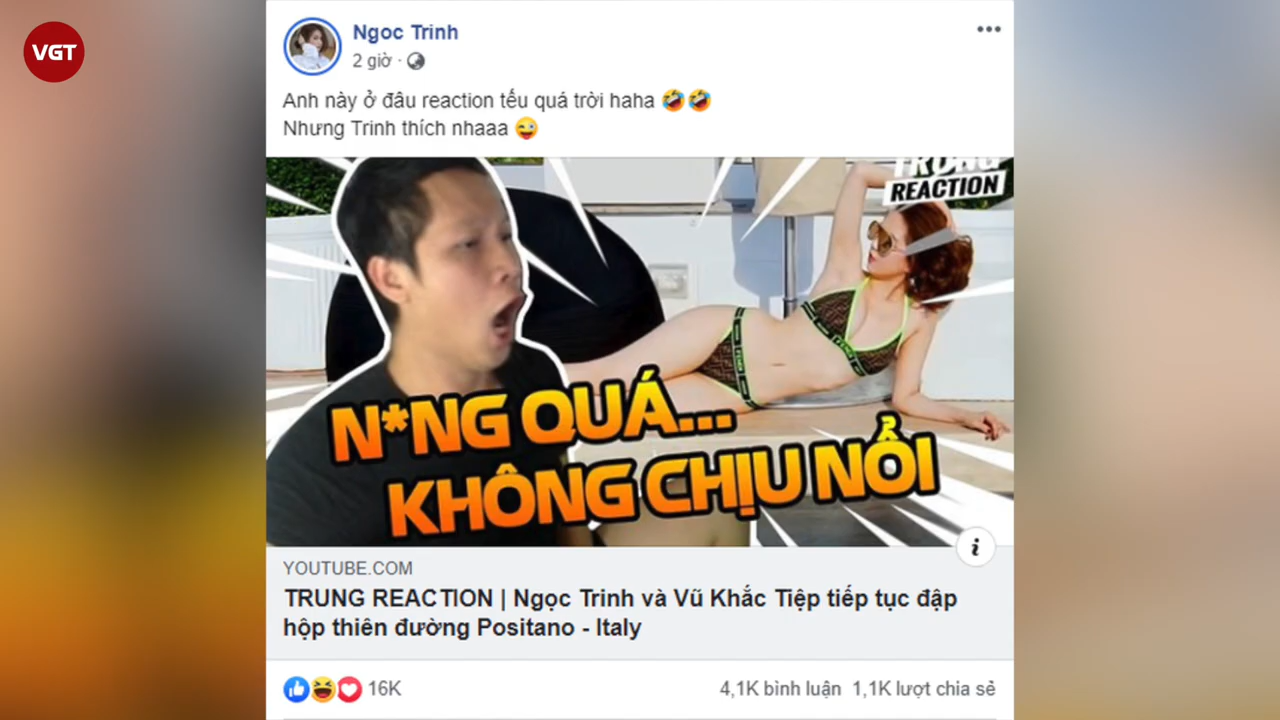 VGT
Ngọc Trinh
2 giờ ·
Anh này ở đâu reaction tếu quá trời haha 🤣🤣
Nhưng Trinh thích nhaaa 😜
TRUNG
REACTION
N*NG QUÁ...
KHÔNG CHỊU NỔI
YOUTUBE.COM
TRUNG REACTION | Ngọc Trinh và Vũ Khắc Tiệp tiếp tục đập
hộp thiên đường Positano - Italy
16K
4,1K bình luận 1,1K lượt chia sẻ